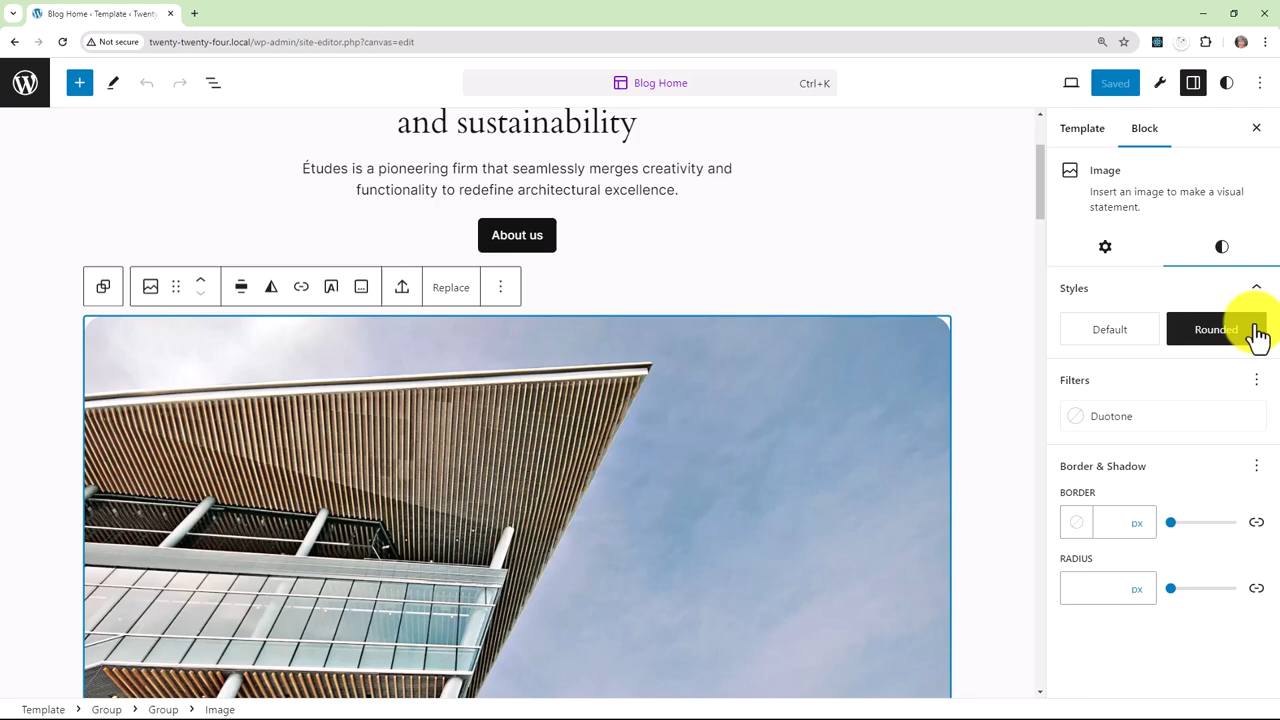 Blog Home ‹ Template ‹ Twenty
Not secure
twenty-twenty-four.local/wp-admin/site-editor.php?canvas=edit
Blog Home
Ctrl+K
Saved
and sustainability
Études is a pioneering firm that seamlessly merges creativity and
functionality to redefine architectural excellence.
About us
Replace
Template
Block
Image
Insert an image to make a visual
statement.
Styles
Default
Rounded
Filters
Duotone
Border & Shadow
BORDER
px
RADIUS
px
Template
Group
Group
Image